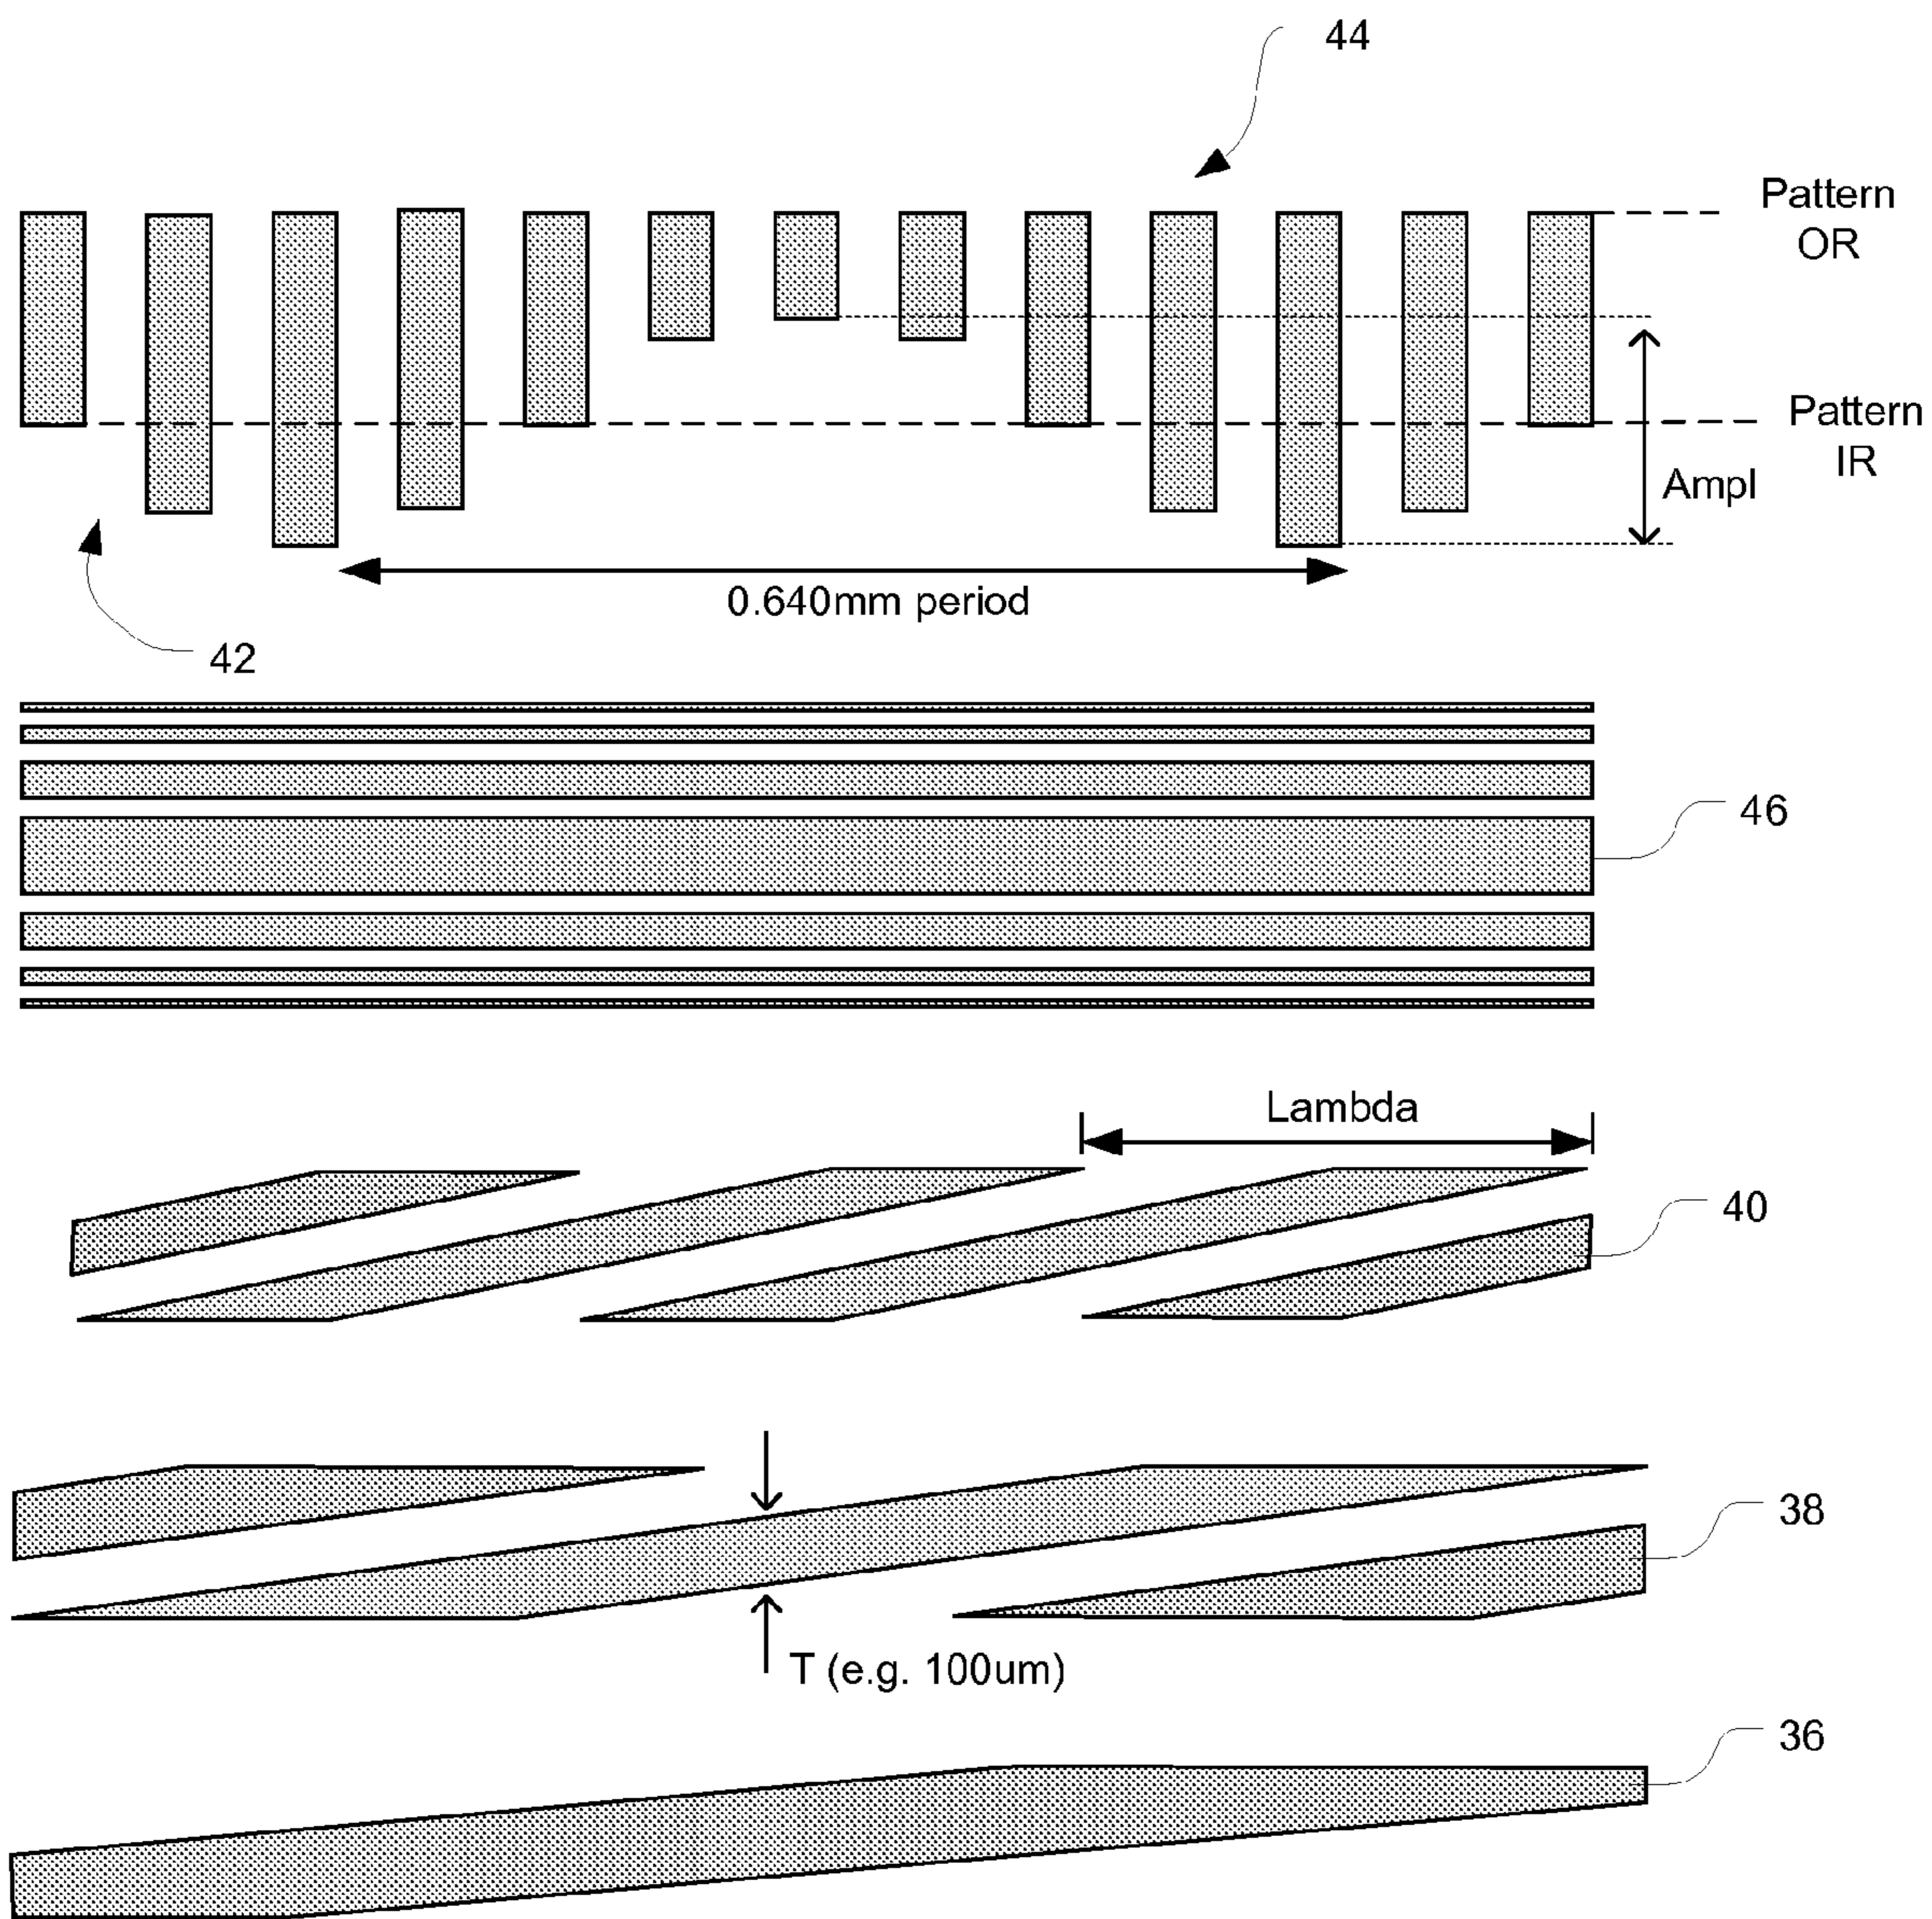 44
Pattern
OR
Pattern
IR
Ampl
0.640mm period
42
46
Lambda
40
38
T (e.g. 100um)
36